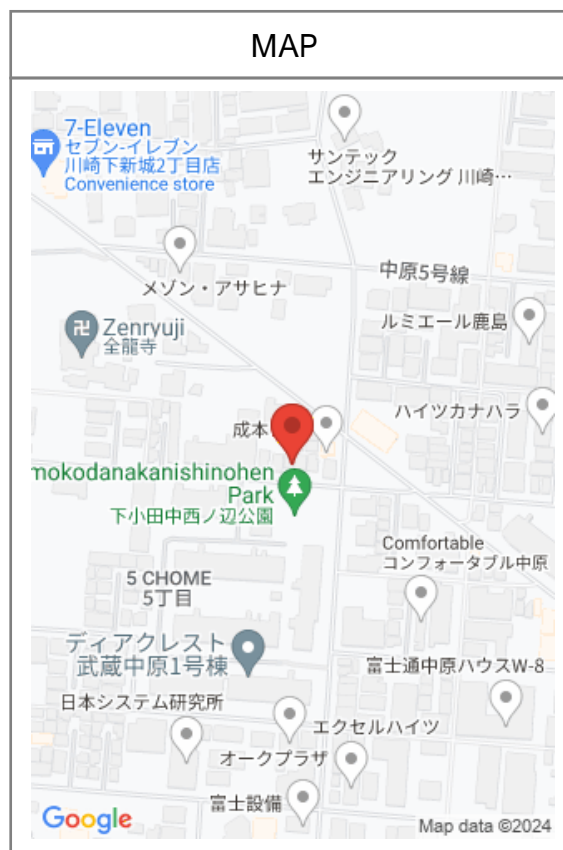 MAP
7-Eleven
セブン-イレブン
川崎下新城2丁目店
Convenience store
サンテック
エンジニアリング 川崎…
中原5号線
メゾン・アサヒナ
ルミエール鹿島
Zenryuji
全龍寺
ハイツカナハラ
成本
mokodanakanishinohen
Park
下小田中西ノ辺公園
Comfortable
コンフォータブル中原
5 CHOME
5丁目
ディアクレスト
武蔵中原1号棟
富士通中原ハウスW-8
日本システム研究所
エクセルハイツ
オークプラザ
富士設備
Google
Map data ©2024